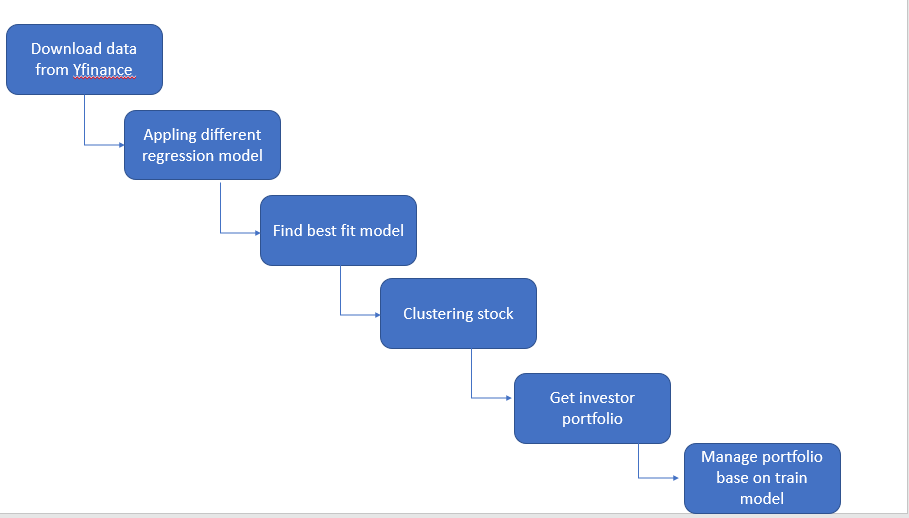 Download data
from Yfinance
Appling different
regression model
Find best fit model
Clustering stock
Get investor
portfolio
Manage portfolio
base on train
model